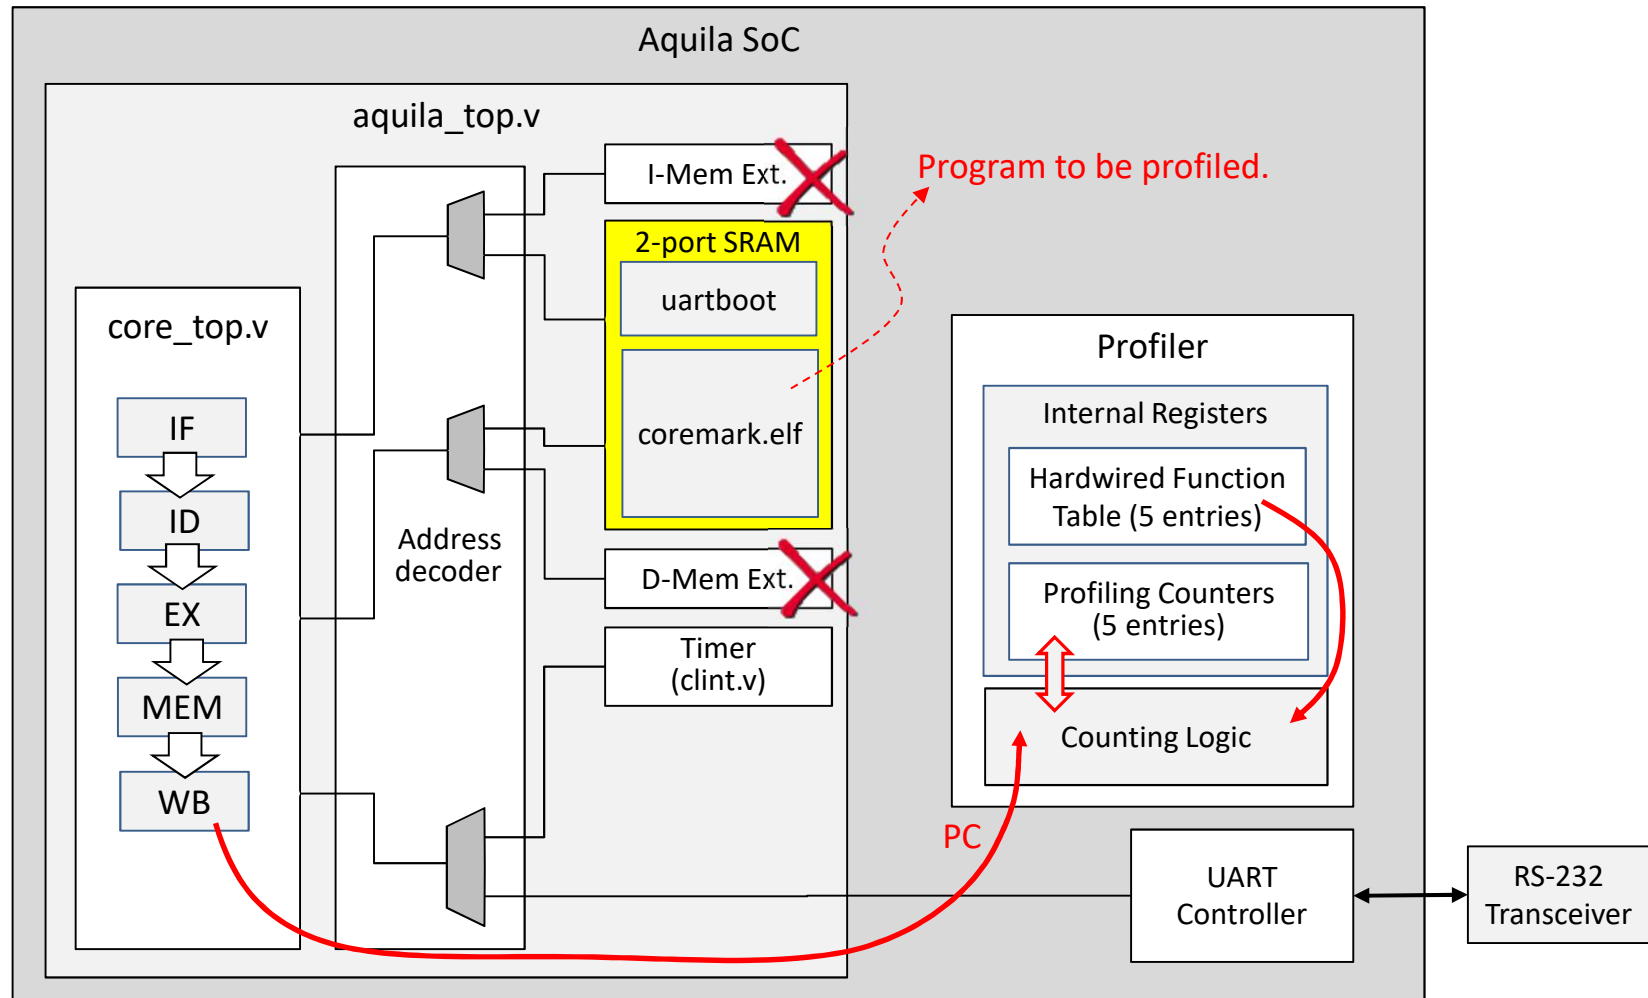 Aquila SoC
aquila_top.v
core_top.v
IF
ID
EX
MEM
WB
Address
decoder
I-Mem Ext.
2-port SRAM
uartboot
coremark.elf
D-Mem Ext.
Timer
(clint.v)
Program to be profiled.
Profiler
Internal Registers
Hardwired Function
Table (5 entries)
Profiling Counters
(5 entries)
Counting Logic
PC
UART
Controller
RS-232
Transceiver